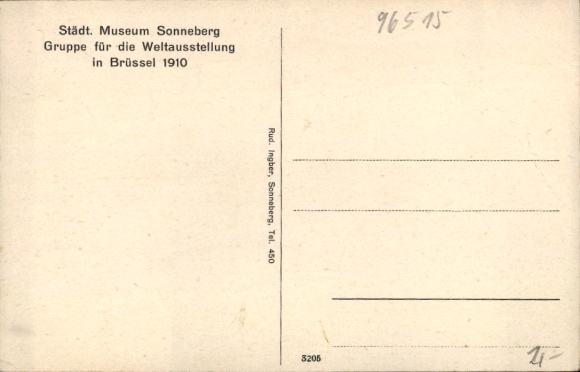 Städt. Museum Sonneberg
Gruppe für die Weltausstellung
in Brüssel 1910
96515
Rud. Ingber, Sonneberg, Tel. 450
3205